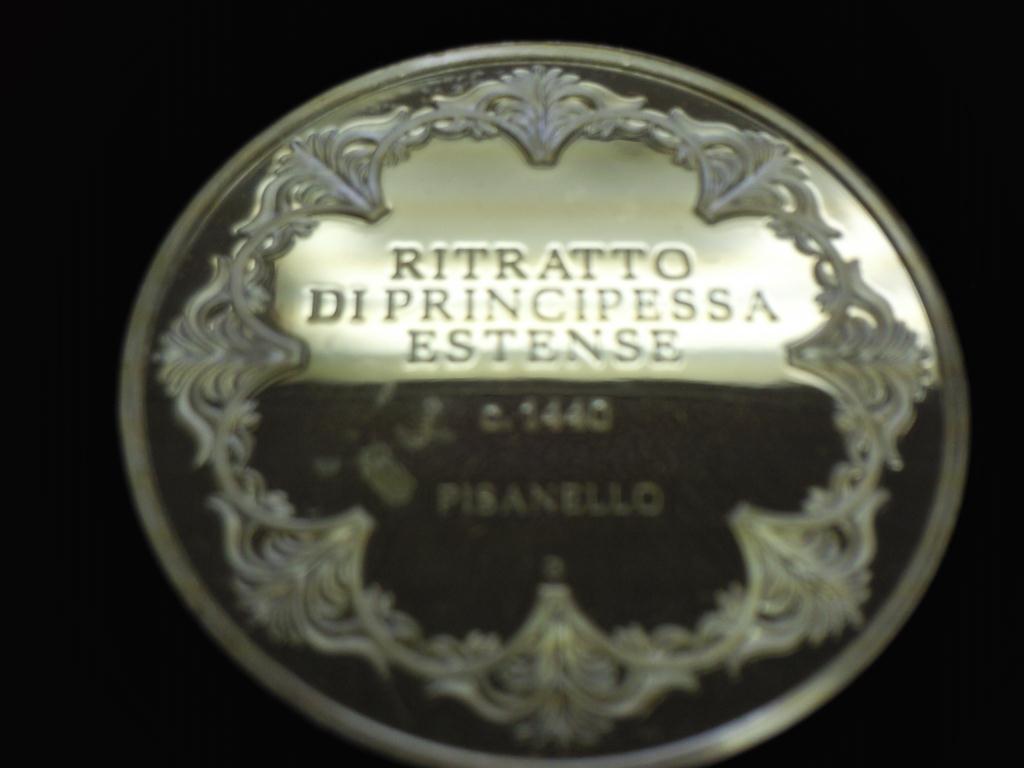 RITRATTO
DI PRINCIPESSA
ESTENSE
c. 1440
PISANELLO